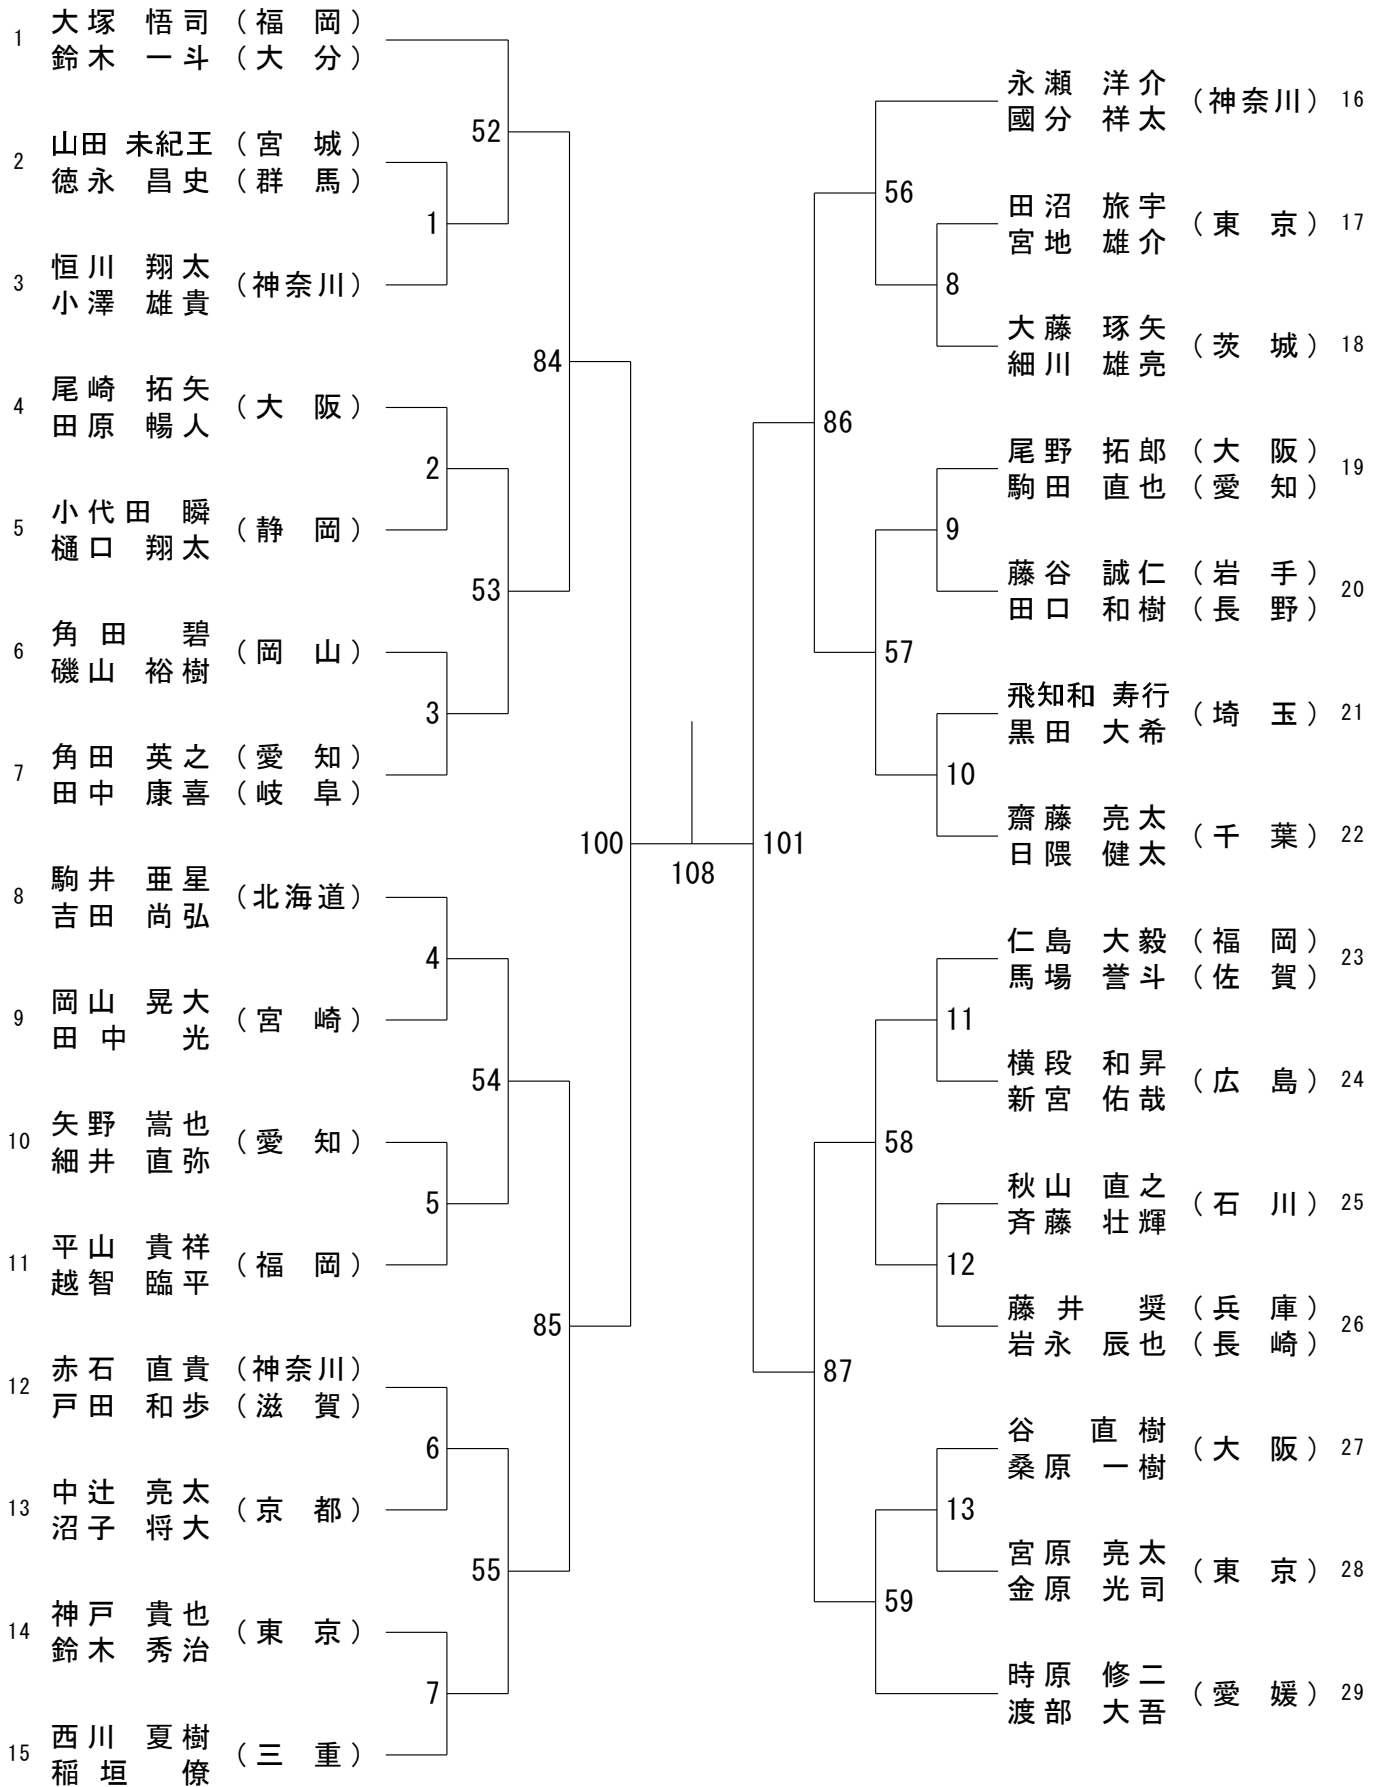 1 大塚 悟司 (福 岡)
鈴木 一斗 (大 分)
52
2 山田 未紀王 (宮 城)
徳永 昌史 (群 馬)
1
3 恒川 翔太 (神奈川)
小澤 雄貴
84
4 尾崎 拓矢 (大 阪)
田原 暢人
2
5 小代田 瞬 (静 岡)
樋口 翔太
53
6 角田 碧 (岡 山)
磯山 裕樹
3
7 角田 英之 (愛 知)
田中 康喜 (岐 阜)
100
8 駒井 亜星 (北海道)
吉田 尚弘
4
9 岡山 晃大 (宮 崎)
田中 光
54
10 矢野 嵩也 (愛 知)
細井 直弥
5
11 平山 貴祥 (福 岡)
越智 臨平
85
12 赤石 直貴 (神奈川)
戸田 和歩 (滋 賀)
6
13 中辻 亮太 (京 都)
沼子 将大
55
14 神戸 貴也 (東 京)
鈴木 秀治
7
15 西川 夏樹 (三 重)
稲垣 僚
108
永瀬 洋介 (神奈川) 16
國分 祥太
56
田沼 旅宇 (東 京) 17
宮地 雄介
8
大藤 琢矢 (茨 城) 18
細川 雄亮
86
尾野 拓郎 (大 阪) 19
駒田 直也 (愛 知)
9
藤谷 誠仁 (岩 手) 20
田口 和樹 (長 野)
57
飛知和 寿行 (埼 玉) 21
黒田 大希
10
齋藤 亮太 (千 葉) 22
日隈 健太
101
仁島 大毅 (福 岡) 23
馬場 誉斗 (佐 賀)
11
横段 和昇 (広 島) 24
新宮 佑哉
58
秋山 直之 (石 川) 25
斉藤 壮輝
12
藤井 奨 (兵 庫) 26
岩永 辰也 (長 崎)
87
谷 直樹 (大 阪) 27
桑原 一樹
13
宮原 亮太 (東 京) 28
金原 光司
59
時原 修二 (愛 媛) 29
渡部 大吾